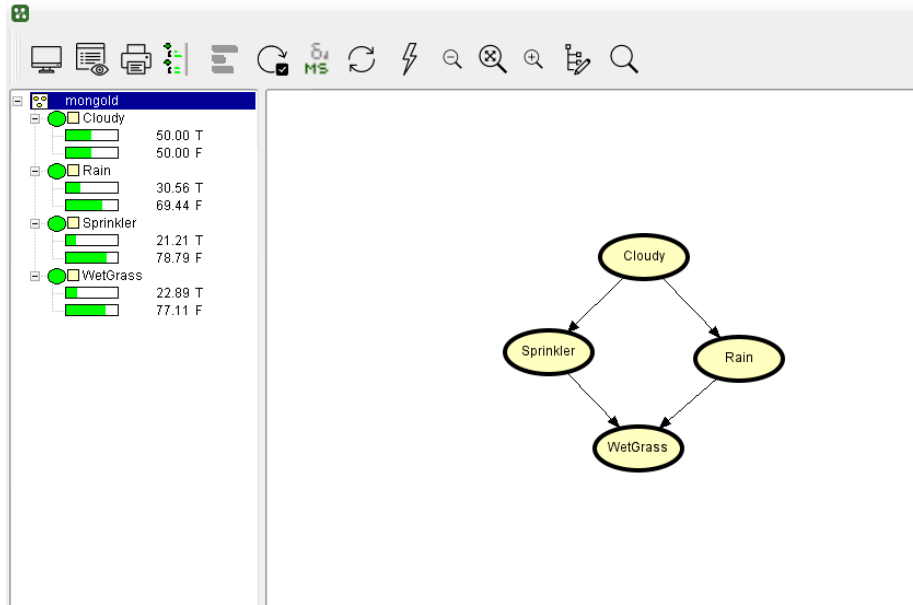 δ
MS
mongold
Cloudy
50.00 T
50.00 F
Rain
30.56 T
69.44 F
Sprinkler
21.21 T
78.79 F
WetGrass
22.89 T
77.11 F
Cloudy
Sprinkler
Rain
WetGrass